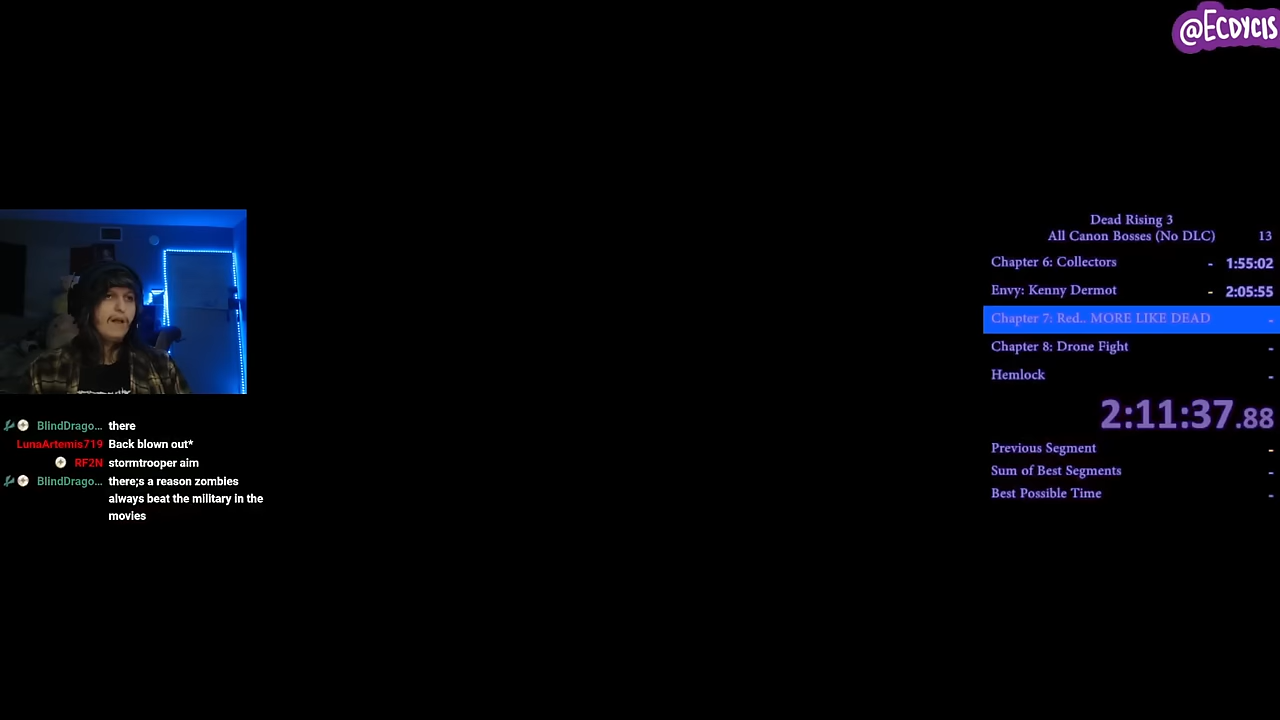 @ECDYCIS
Dead Rising 3
All Canon Bosses (No DLC) 13
Chapter 6: Collectors - 1:55:02
Envy: Kenny Dermot - 2:05:55
Chapter 7: Red.. MORE LIKE DEAD -
Chapter 8: Drone Fight -
Hemlock -
2:11:37.88
Previous Segment -
Sum of Best Segments -
Best Possible Time -
BlindDrago... there
LunaArtemis719 Back blown out*
RF2N stormtrooper aim
BlindDrago... there;s a reason zombies
always beat the military in the
movies